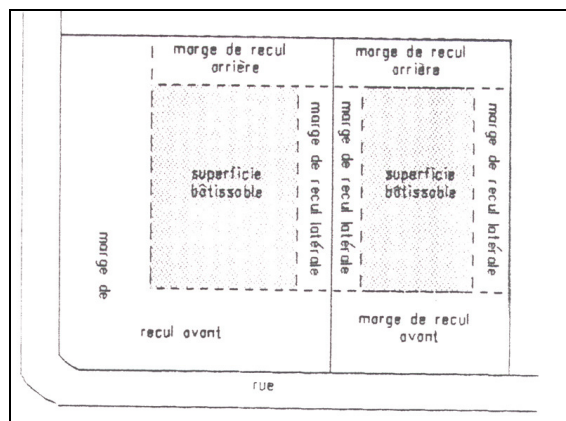 marge de recul
arrière
marge de recul
arrière
superficie
bâtissable
marge de recul latérale
marge de recul latérale
superficie
bâtissable
marge de recul latérale
marge de
recul avant
marge de recul
avant
rue